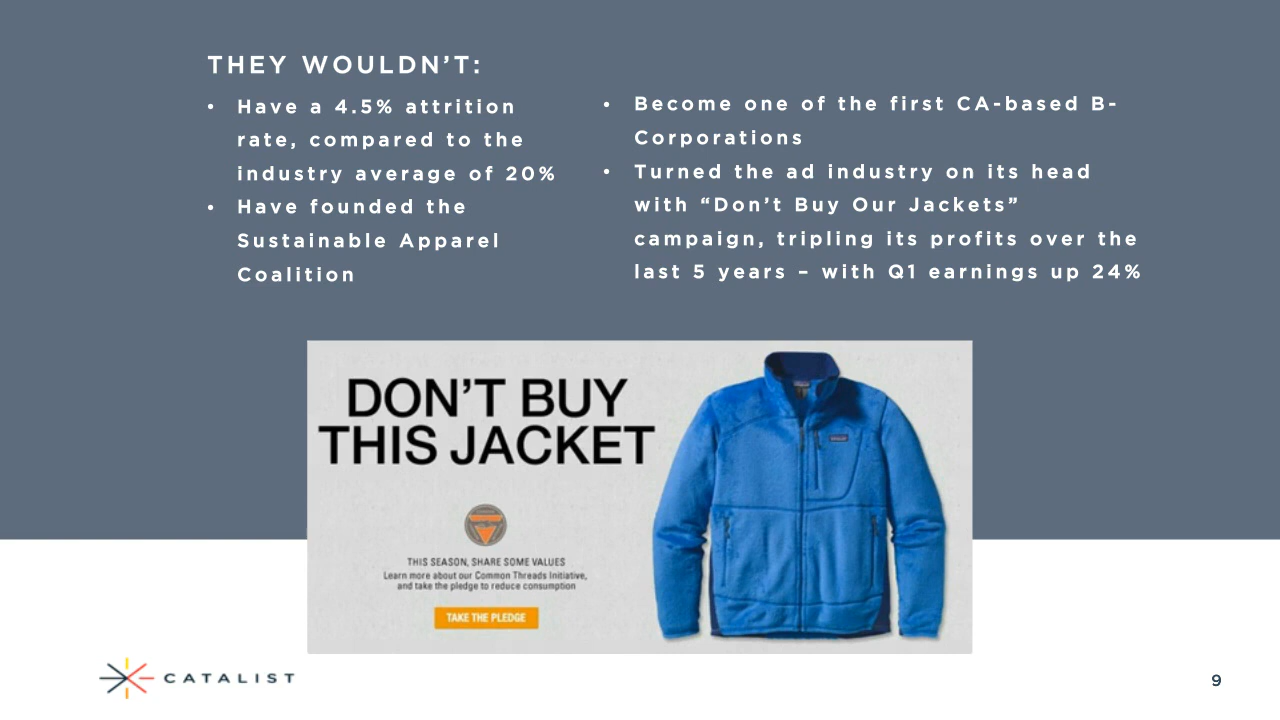 THEY WOULDN’T:
• Have a 4.5% attrition
rate, compared to the
industry average of 20%
• Have founded the
Sustainable Apparel
Coalition
• Become one of the first CA-based B-
Corporations
• Turned the ad industry on its head
with “Don’t Buy Our Jackets”
campaign, tripling its profits over the
last 5 years – with Q1 earnings up 24%
DON’T BUY
THIS JACKET
THIS SEASON, SHARE SOME VALUES
Learn more about our Common Threads Initiative,
and take the pledge to reduce consumption
TAKE THE PLEDGE
CATALIST
9